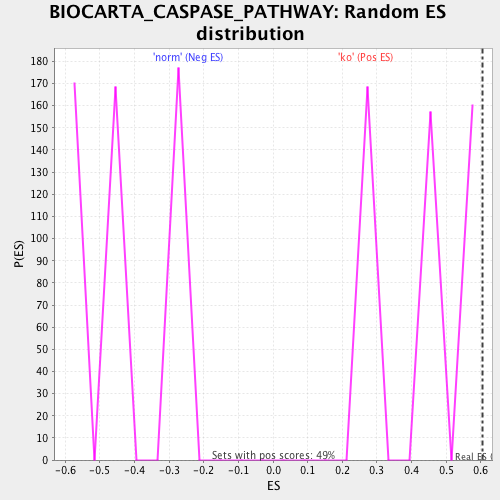 BIOCARTA_CASPASE_PATHWAY: Random ES
distribution
'norm' (Neg ES)
'ko' (Pos ES)
180
170
160
150
140
130
120
110
100
90
80
70
60
50
40
30
20
10
0
P(ES)
Sets with pos scores: 49%
Real ES (
-0.6 -0.5 -0.4 -0.3 -0.2 -0.1 0.0 0.1 0.2 0.3 0.4 0.5 0.6
ES